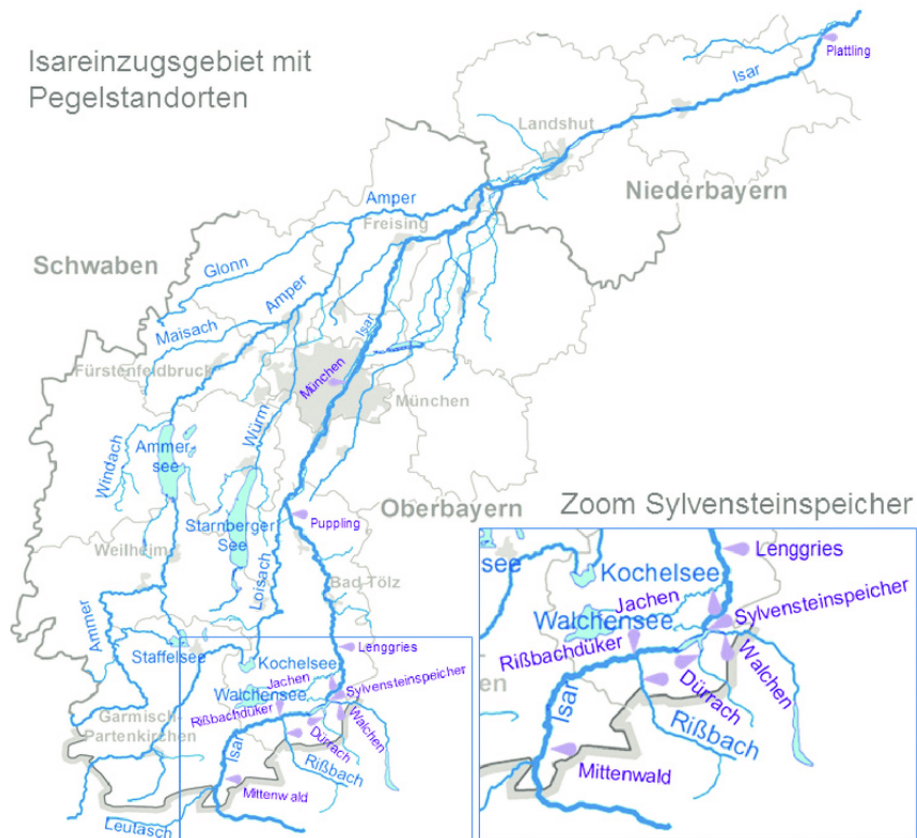 Isareinzugsgebiet mit
Pegelstandorten
Plattling
Isar
Landshut
Niederbayern
Amper
Freising
Schwaben
Glonn
Amper
Maisach
Isar
Fürstenfeldbruck
München
München
Windach
Ammer-
see
Würm
Oberbayern
Starnberger
See
Puppling
Weilheim
Loisach
Bad Tölz
Ammer
Staffelsee
Lenggries
Kochelsee
Jachen
Sylvensteinspeicher
Walchensee
Rißbachdüker
Walchen
Garmisch-
Partenkirchen
Isar
Dürrach
Rißbach
Mittenwald
Leutasch
Zoom Sylvensteinspeicher
Lenggries
see
Kochelsee
Jachen
Sylvensteinspeicher
Walchensee
Rißbachdüker
Walchen
en
Dürrach
Isar
Rißbach
Mittenwald